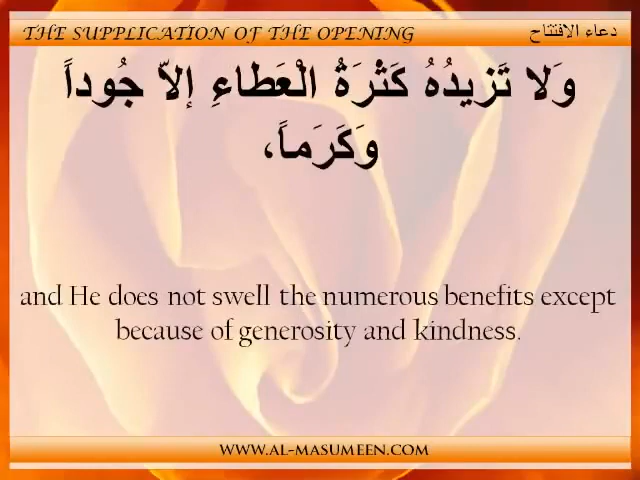 THE SUPPLICATION OF THE OPENING دعاء الافتتاح
وَلا تَزيدُهُ كَثْرَةُ الْعَطاءِ إلاّ جُوداً
وَكَرَماً،
and He does not swell the numerous benefits except
because of generosity and kindness.
WWW.AL-MASUMEEN.COM